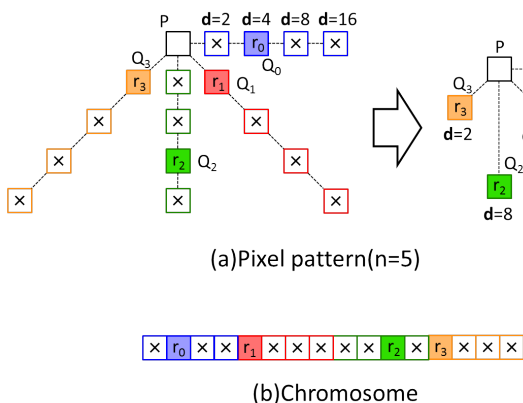 P d=2 d=4 d=8 d=16
× r0 × ×
Q0
Q3 r3 × r1 Q1
× × ×
× r2 Q2 ×
× × ×
P
Q3
r3
d=2
Q2
r2
d=8
(a)Pixel pattern(n=5)
× r0 × × r1 × × × × × r2 × r3 × × ×
(b)Chromosome